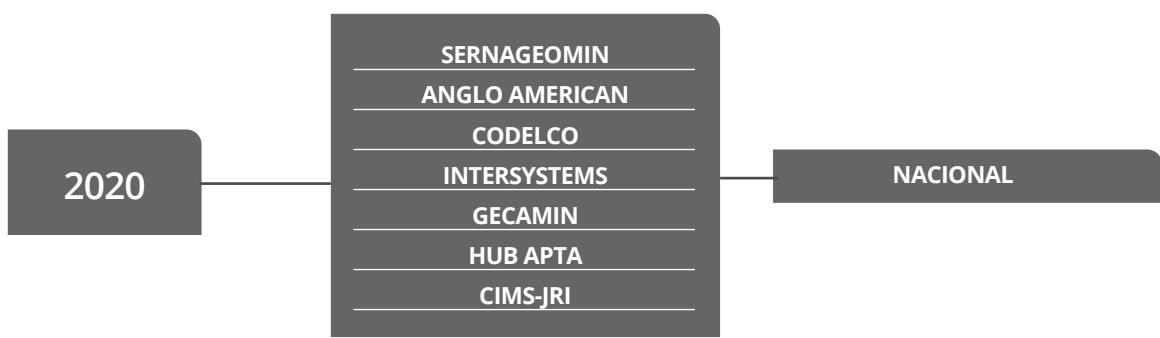 2020
SERNAGEOMIN
ANGLO AMERICAN
CODELCO
INTERSYSTEMS
GECAMIN
HUB APTA
CIMS-JRI
NACIONAL